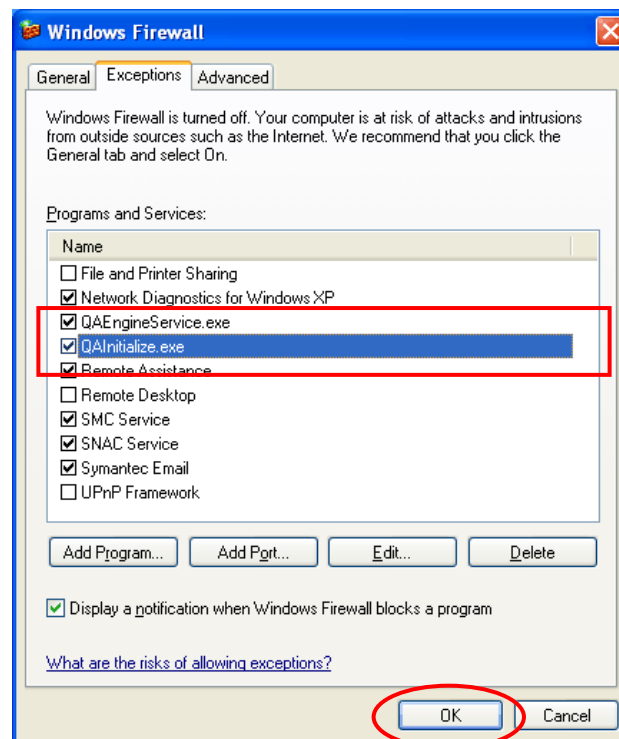 Windows Firewall
General Exceptions Advanced
Windows Firewall is turned off. Your computer is at risk of attacks and intrusions
from outside sources such as the Internet. We recommend that you click the
General tab and select On.
Programs and Services:
Name
File and Printer Sharing
Network Diagnostics for Windows XP
QAEngineService.exe
QAInitialize.exe
Remote Assistance
Remote Desktop
SMC Service
SNAC Service
Symantec Email
UPnP Framework
Add Program... Add Port... Edit... Delete
Display a notification when Windows Firewall blocks a program
What are the risks of allowing exceptions?
OK Cancel